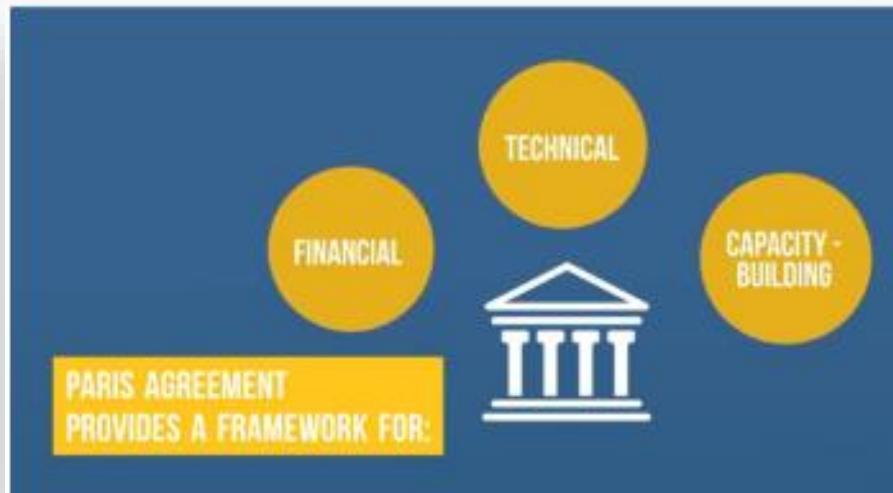 PARIS AGREEMENT
PROVIDES A FRAMEWORK FOR:
FINANCIAL
TECHNICAL
CAPACITY -
BUILDING